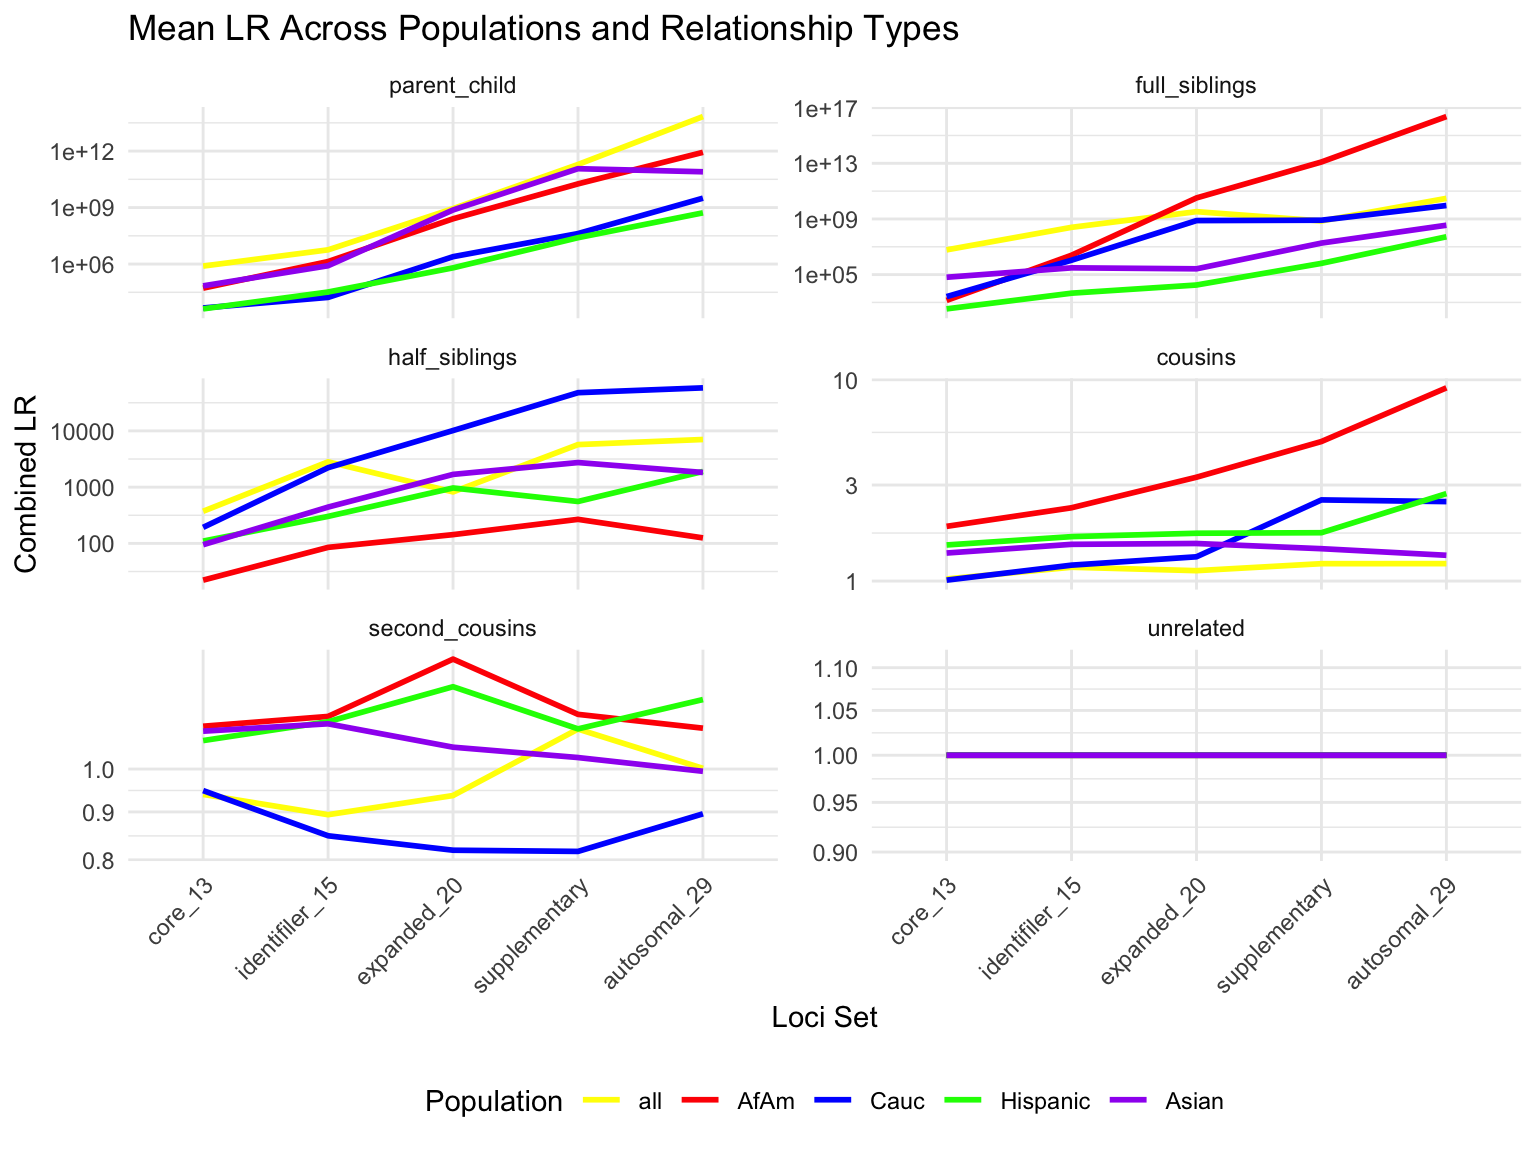 Mean LR Across Populations and Relationship Types
parent_child
1e+12
1e+09
1e+06
full_siblings
1e+17
1e+13
1e+09
1e+05
half_siblings
10000
1000
100
cousins
10
3
1
second_cousins
1.0
0.9
0.8
unrelated
1.10
1.05
1.00
0.95
0.90
Combined LR
core_13
identifiler_15
expanded_20
supplementary
autosomal_29
core_13
identifiler_15
expanded_20
supplementary
autosomal_29
Loci Set
Population all AfAm Cauc Hispanic Asian